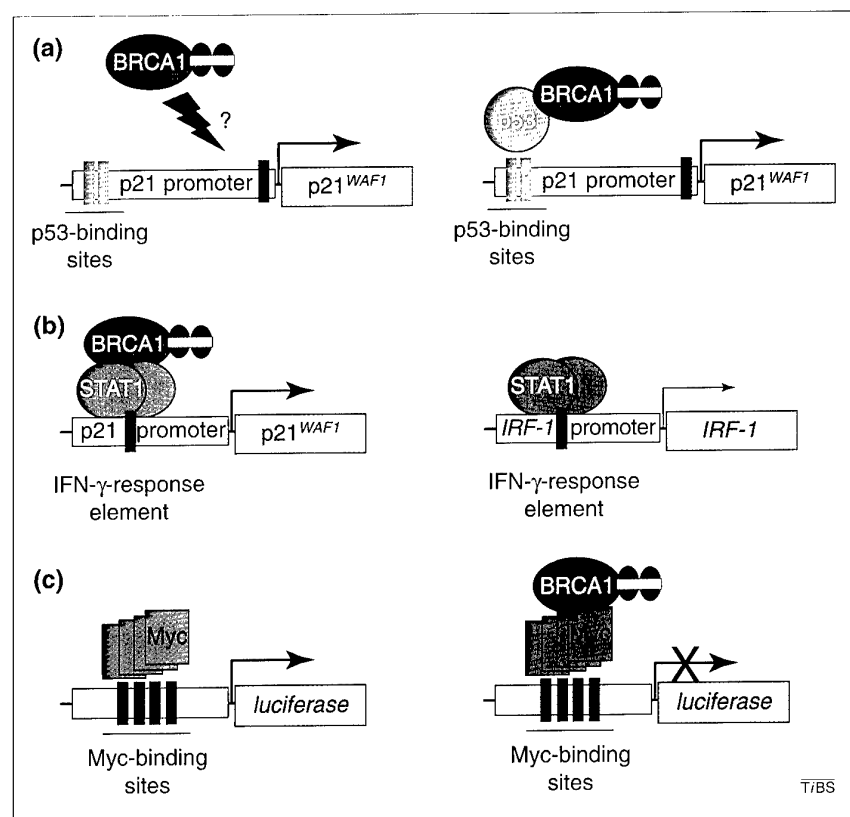 (a)
BRCA1
?
p21 promoter
p21WAF1
p53-binding
sites
BRCA1
p53
p21 promoter
p21WAF1
p53-binding
sites
(b)
BRCA1
STAT1
p21 promoter
p21WAF1
IFN-γ-response
element
STAT1
IRF-1 promoter
IRF-1
IFN-γ-response
element
(c)
Myc
luciferase
Myc-binding
sites
BRCA1
Myc
luciferase
Myc-binding
sites
TiBS